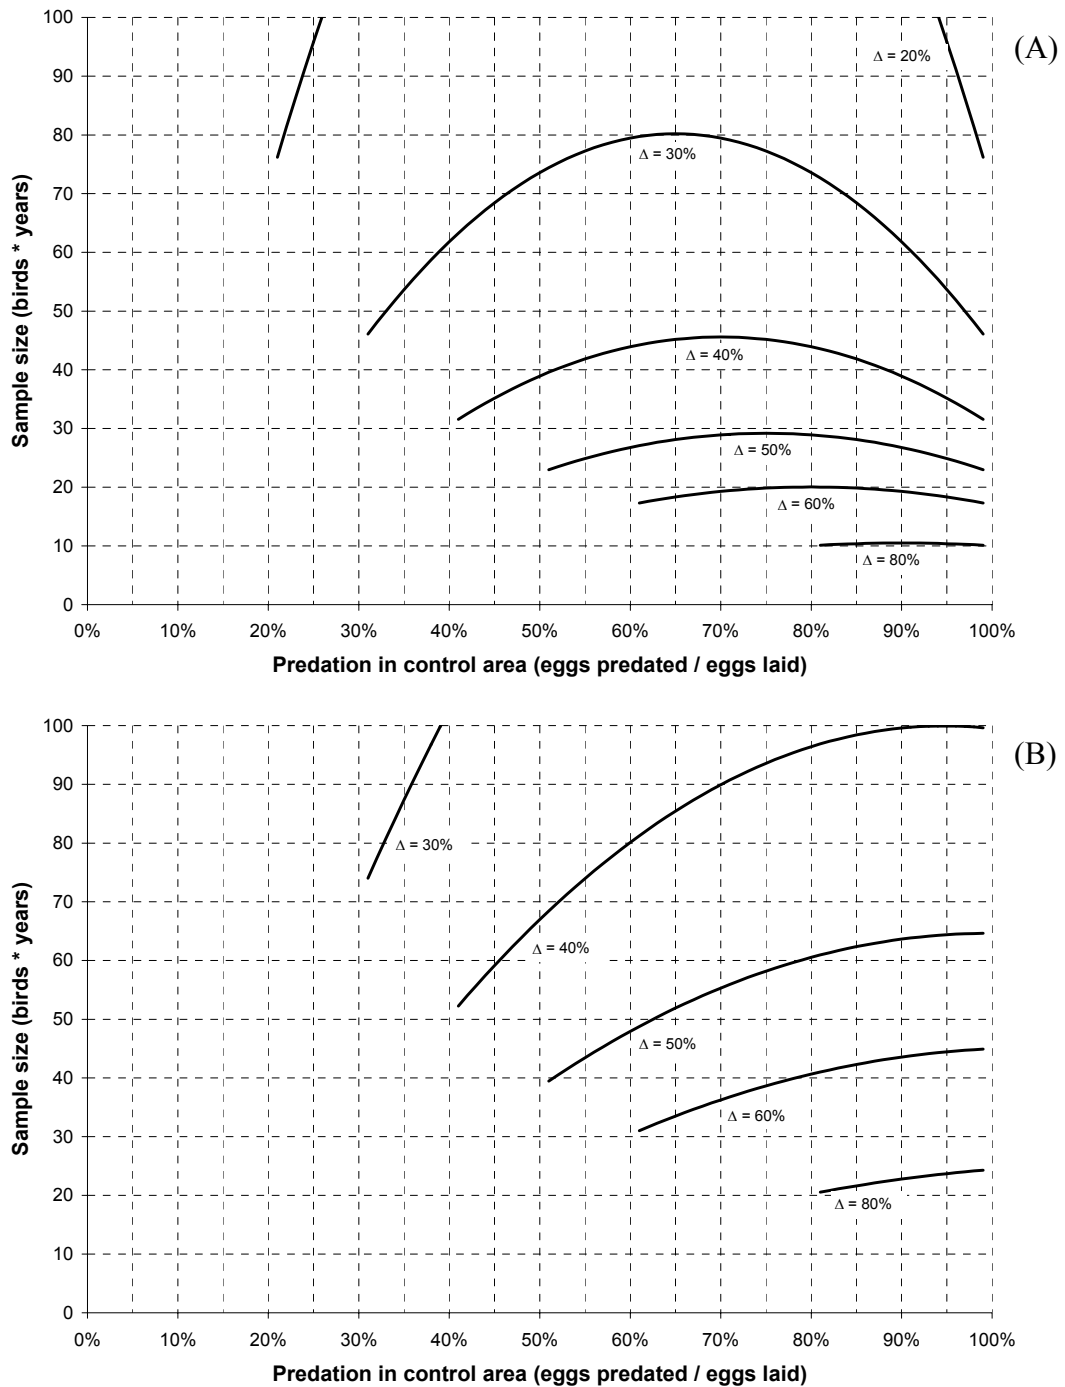 100
(A)
Δ = 20%
90
80
Δ = 30%
70
60
50
40
Δ = 40%
30
Δ = 50%
20
Δ = 60%
10
Δ = 80%
0
Sample size (birds * years)
0% 10% 20% 30% 40% 50% 60% 70% 80% 90% 100%
Predation in control area (eggs predated / eggs laid)
100
(B)
90
80
Δ = 30%
70
60
Δ = 40%
50
Δ = 50%
40
Δ = 60%
30
20
Δ = 80%
10
0
Sample size (birds * years)
0% 10% 20% 30% 40% 50% 60% 70% 80% 90% 100%
Predation in control area (eggs predated / eggs laid)